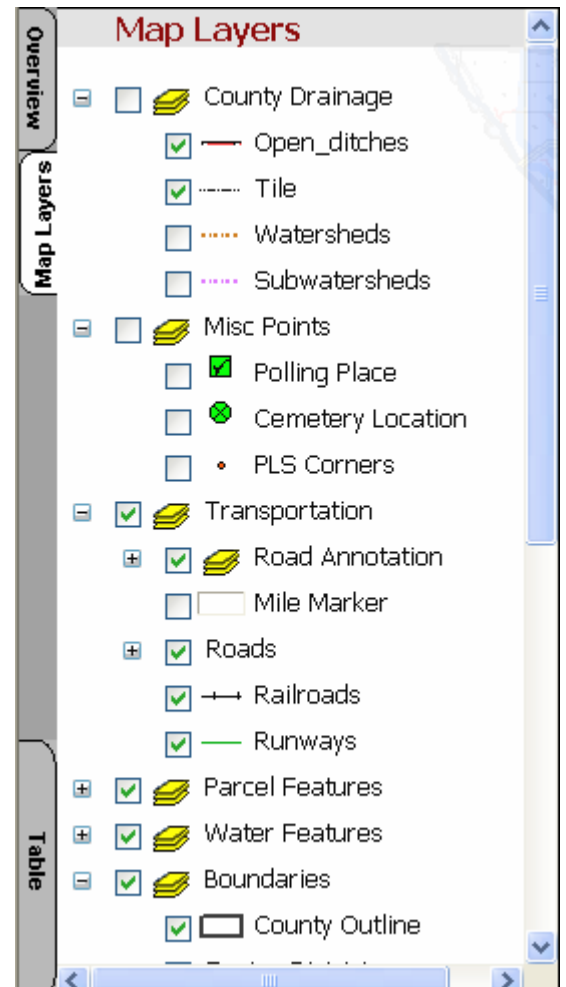 Overview
Map Layers
Table
Map Layers
County Drainage
Open_ditches
Tile
Watersheds
Subwatersheds
Misc Points
Polling Place
Cemetery Location
PLS Corners
Transportation
Road Annotation
Mile Marker
Roads
Railroads
Runways
Parcel Features
Water Features
Boundaries
County Outline